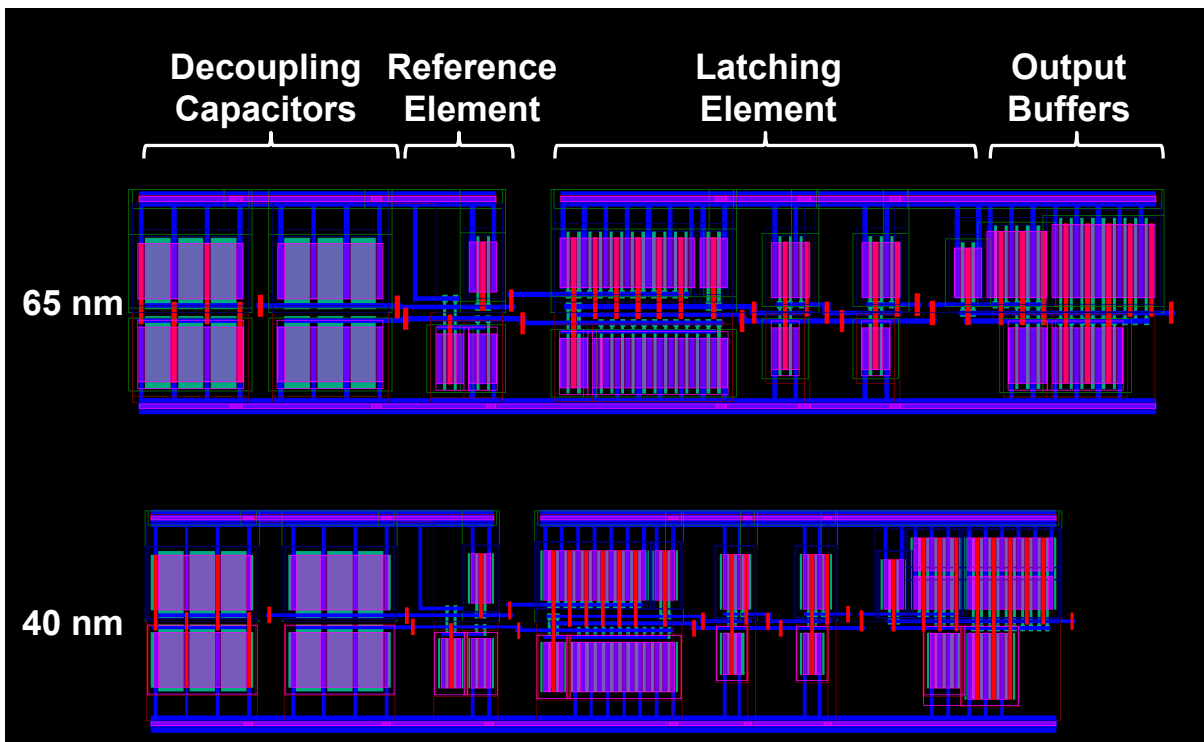 Decoupling
Capacitors
Reference
Element
Latching
Element
Output
Buffers
65 nm
40 nm